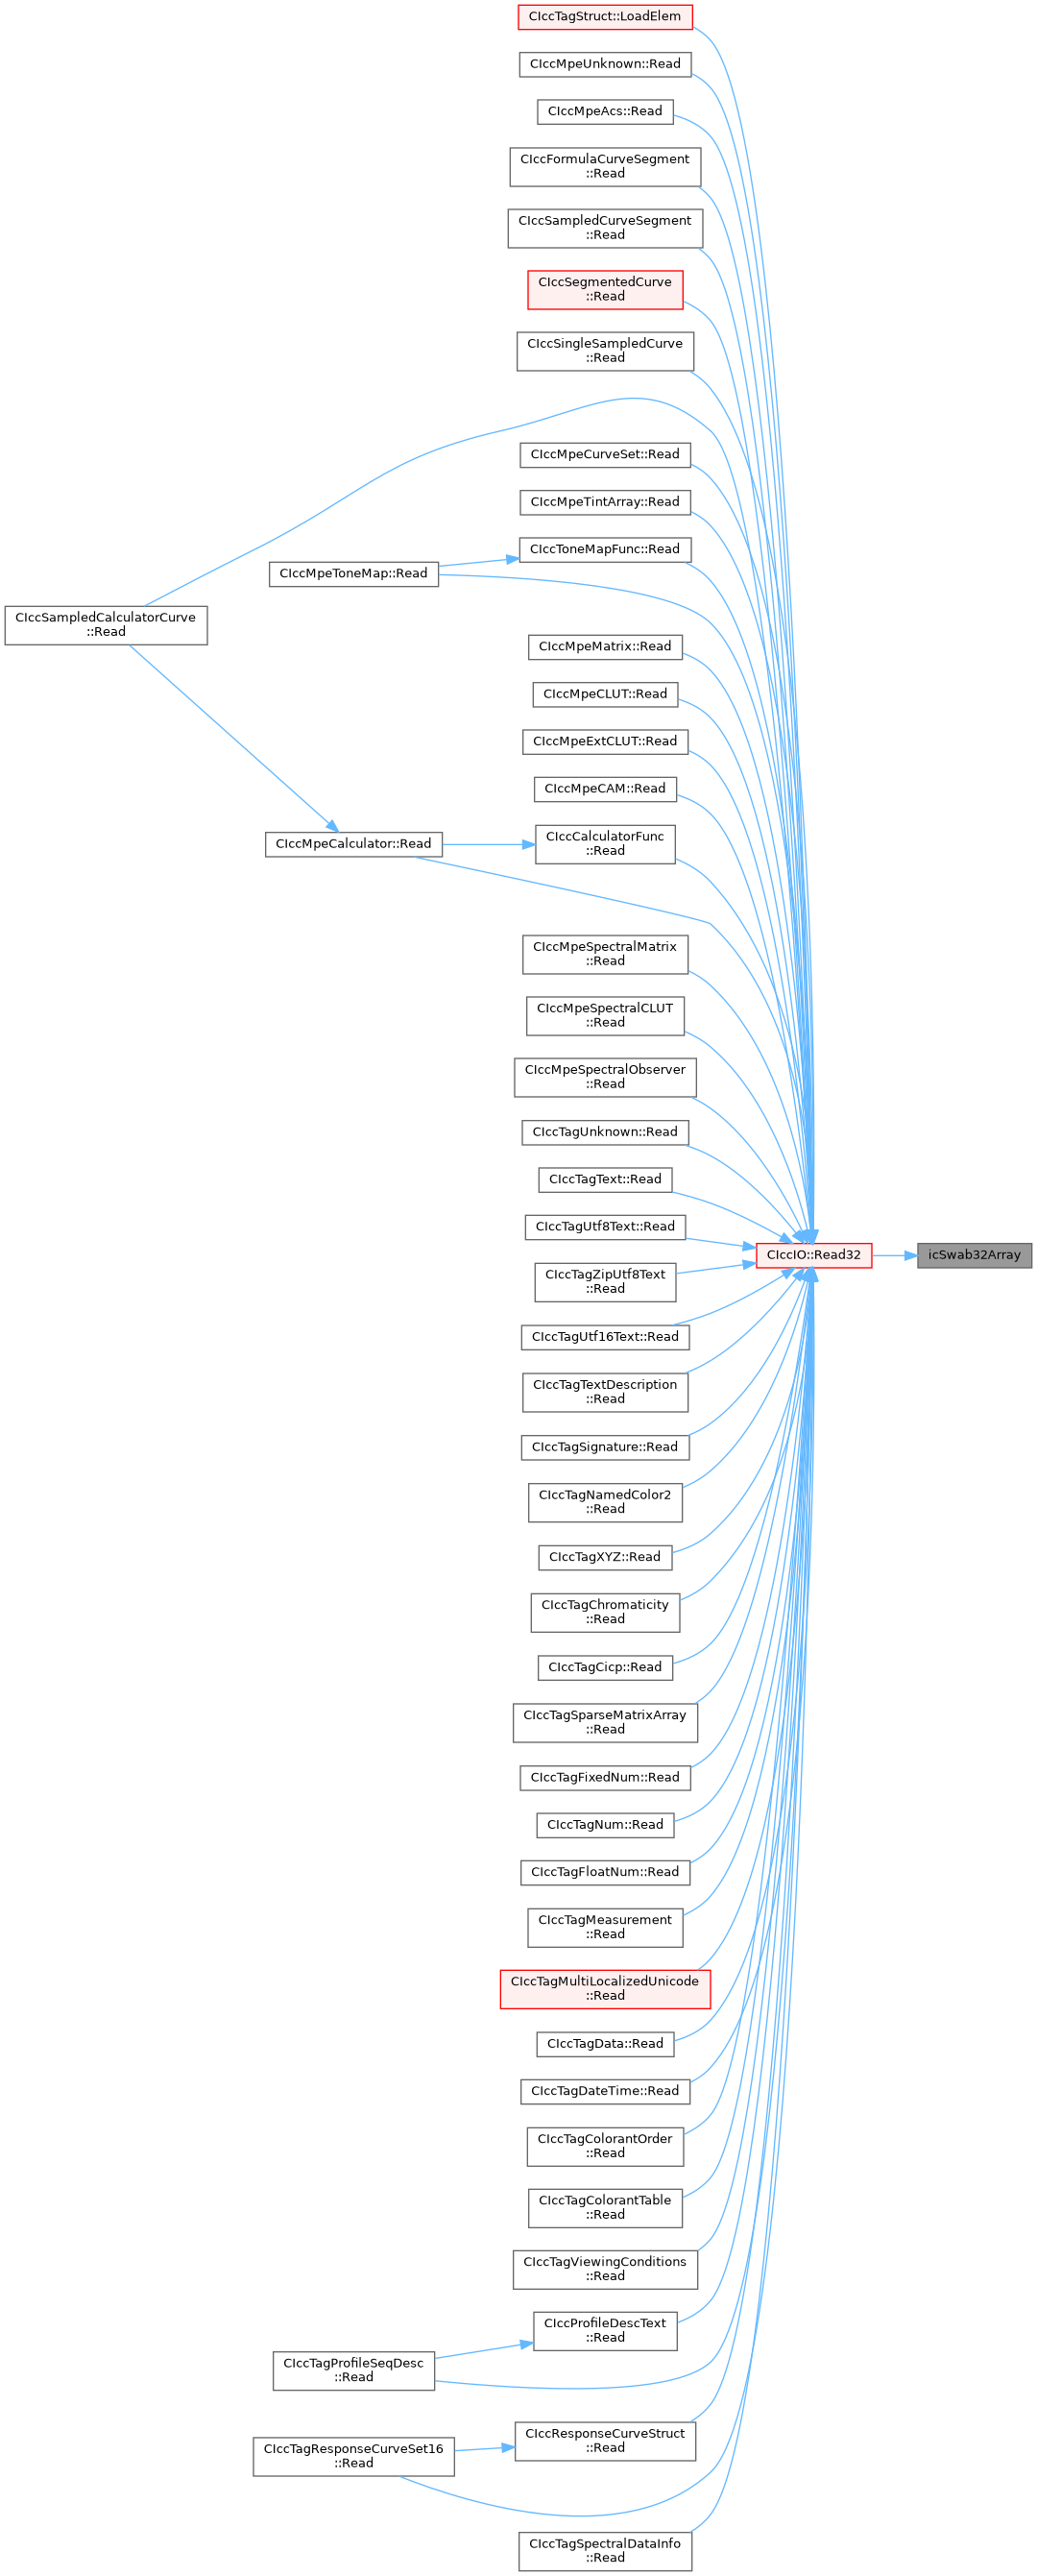 CIccTagStruct::LoadElem
CIccMpeUnknown::Read
CIccMpeAcs::Read
CIccFormulaCurveSegment
::Read
CIccSampledCurveSegment
::Read
CIccSegmentedCurve
::Read
CIccSingleSampledCurve
::Read
CIccMpeCurveSet::Read
CIccMpeTintArray::Read
CIccToneMapFunc::Read
CIccMpeToneMap::Read
CIccSampledCalculatorCurve
::Read
CIccMpeMatrix::Read
CIccMpeCLUT::Read
CIccMpeExtCLUT::Read
CIccMpeCAM::Read
CIccCalculatorFunc
::Read
CIccMpeCalculator::Read
CIccMpeSpectralMatrix
::Read
CIccMpeSpectralCLUT
::Read
CIccMpeSpectralObserver
::Read
CIccTagUnknown::Read
CIccTagText::Read
CIccTagUtf8Text::Read
CIccIO::Read32
icSwab32Array
CIccTagZipUtf8Text
::Read
CIccTagUtf16Text::Read
CIccTagTextDescription
::Read
CIccTagSignature::Read
CIccTagNamedColor2
::Read
CIccTagXYZ::Read
CIccTagChromaticity
::Read
CIccTagCicp::Read
CIccTagSparseMatrixArray
::Read
CIccTagFixedNum::Read
CIccTagNum::Read
CIccTagFloatNum::Read
CIccTagMeasurement
::Read
CIccTagMultiLocalizedUnicode
::Read
CIccTagData::Read
CIccTagDateTime::Read
CIccTagColorantOrder
::Read
CIccTagColorantTable
::Read
CIccTagViewingConditions
::Read
CIccProfileDescText
::Read
CIccTagProfileSeqDesc
::Read
CIccResponseCurveStruct
::Read
CIccTagResponseCurveSet16
::Read
CIccTagSpectralDataInfo
::Read